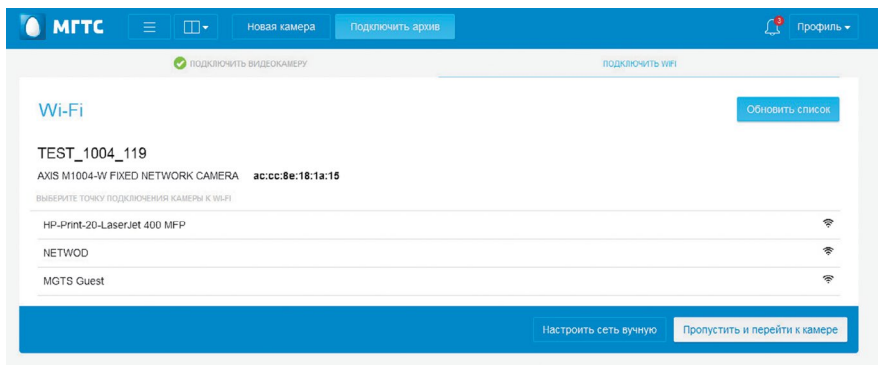 МГТС Новая камера Подключить архив 3 Профиль
ПОДКЛЮЧИТЬ ВИДЕОКАМЕРУ ПОДКЛЮЧИТЬ WIFI
Wi-Fi Обновить список
TEST_1004_119
AXIS M1004-W FIXED NETWORK CAMERA ac:cc:8e:18:1a:15
ВЫБЕРИТЕ ТОЧКУ ПОДКЛЮЧЕНИЯ КАМЕРЫ К WI-FI
HP-Print-20-LaserJet 400 MFP
NETWOD
MGTS Guest
Настроить сеть вучную Пропустить и перейти к камере